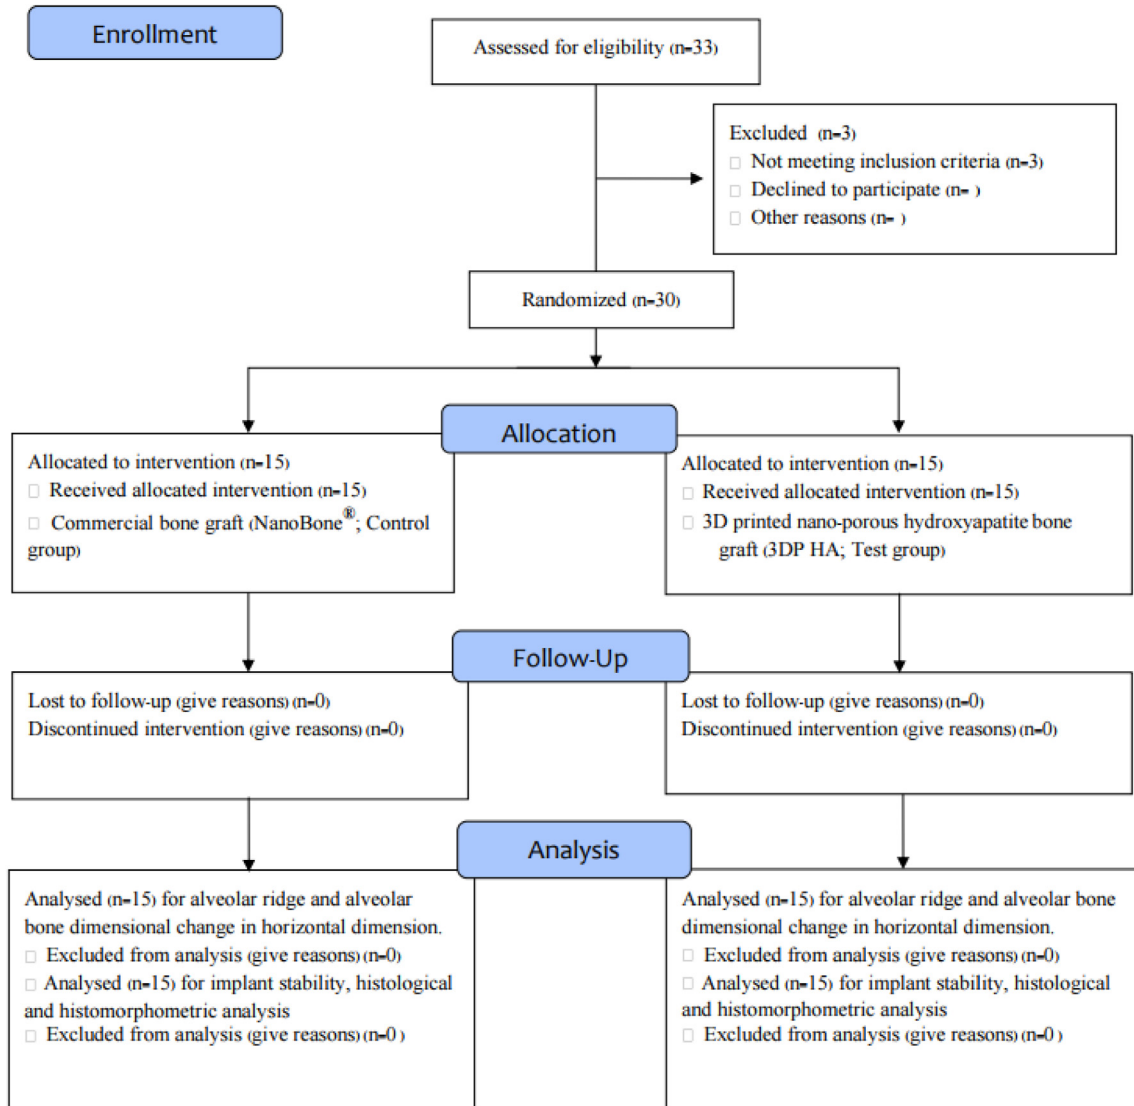 Enrollment
Assessed for eligibility (n=33)
Excluded (n=3)
□ Not meeting inclusion criteria (n=3)
□ Declined to participate (n= )
□ Other reasons (n= )
Randomized (n=30)
Allocation
Allocated to intervention (n=15)
□ Received allocated intervention (n=15)
□ Commercial bone graft (NanoBone®; Control
group)
Allocated to intervention (n=15)
□ Received allocated intervention (n=15)
□ 3D printed nano-porous hydroxyapatite bone
graft (3DP HA; Test group)
Follow-Up
Lost to follow-up (give reasons) (n=0)
Discontinued intervention (give reasons) (n=0)
Lost to follow-up (give reasons) (n=0)
Discontinued intervention (give reasons) (n=0)
Analysis
Analysed (n=15) for alveolar ridge and alveolar
bone dimensional change in horizontal dimension.
□ Excluded from analysis (give reasons) (n=0)
□ Analysed (n=15) for implant stability, histological
and histomorphometric analysis
□ Excluded from analysis (give reasons) (n=0 )
Analysed (n=15) for alveolar ridge and alveolar bone
dimensional change in horizontal dimension.
□ Excluded from analysis (give reasons) (n=0)
□ Analysed (n=15) for implant stability, histological
and histomorphometric analysis
□ Excluded from analysis (give reasons) (n=0 )